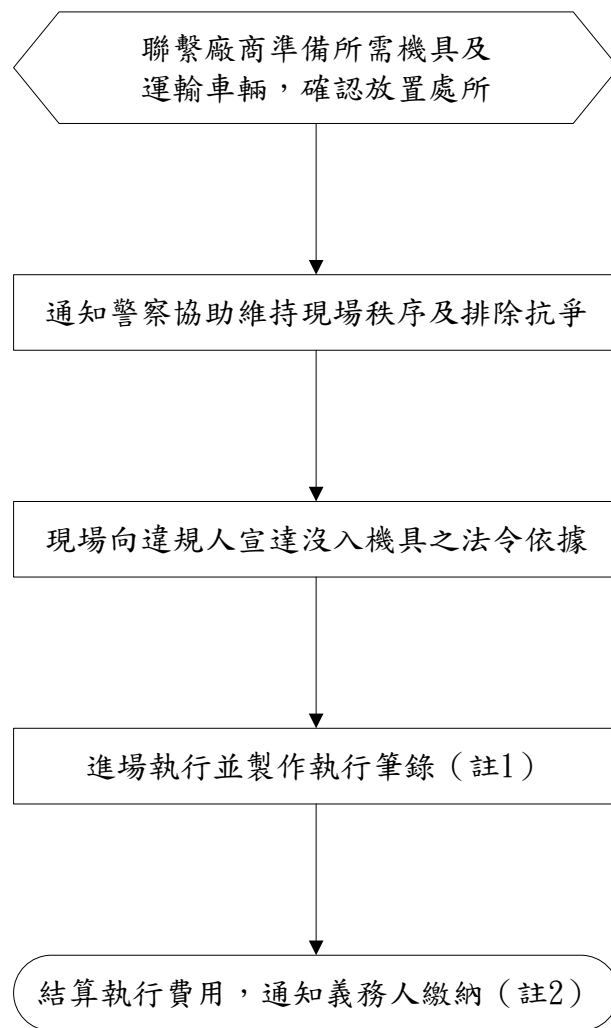 聯繫廠商準備所需機具及
運輸車輛，確認放置處所
通知警察協助維持現場秩序及排除抗爭
現場向違規人宣達沒入機具之法令依據
進場執行並製作執行筆錄（註1）
結算執行費用，通知義務人繳納（註2）